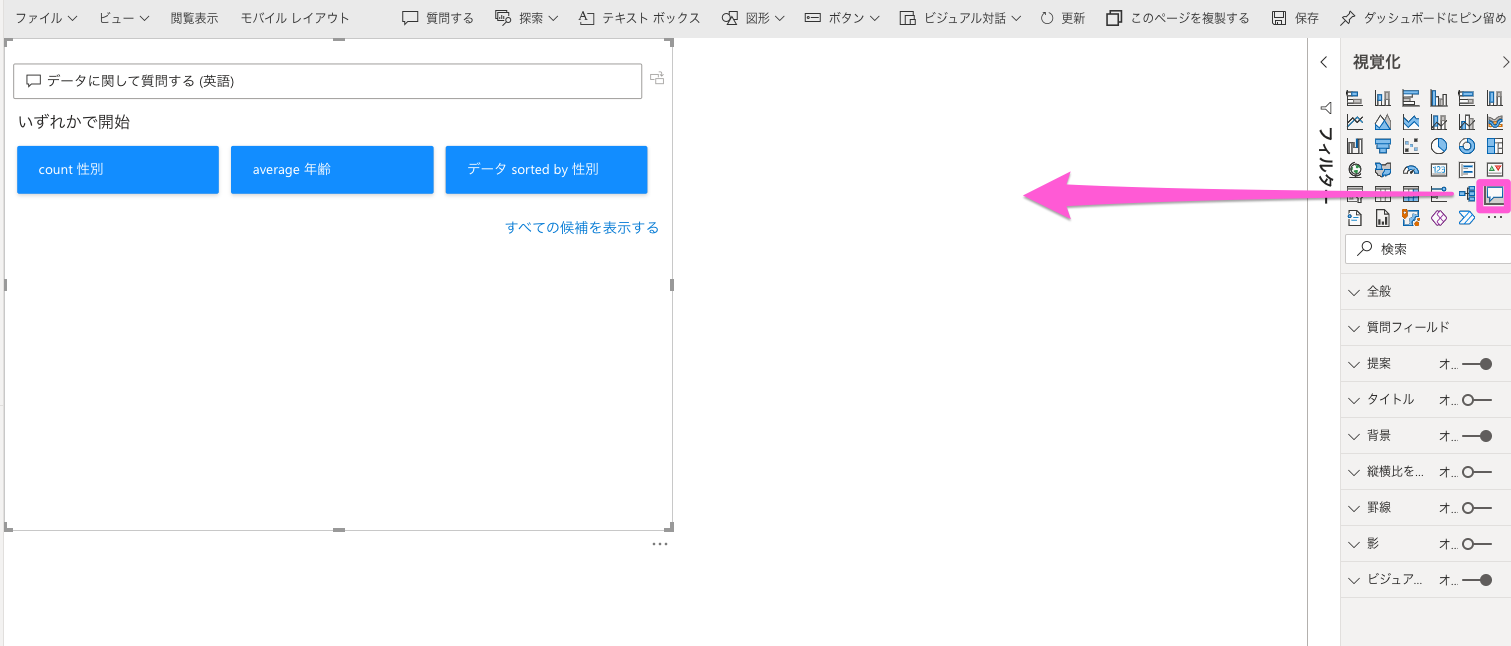 ファイル ビュー 閲覧表示 モバイル レイアウト 質問する 探索 テキスト ボックス 図形 ボタン ビジュアル対話 更新 このページを複製する 保存 ダッシュボードにピン留め
データに関して質問する (英語)
いずれかで開始
count 性別 average 年齢 データ sorted by 性別
すべての候補を表示する
フィルター
視覚化
検索
全般
質問フィールド
提案 オ...
タイトル オ...
背景 オ...
縦横比を... オ...
罫線 オ...
影 オ...
ビジュア... オ...